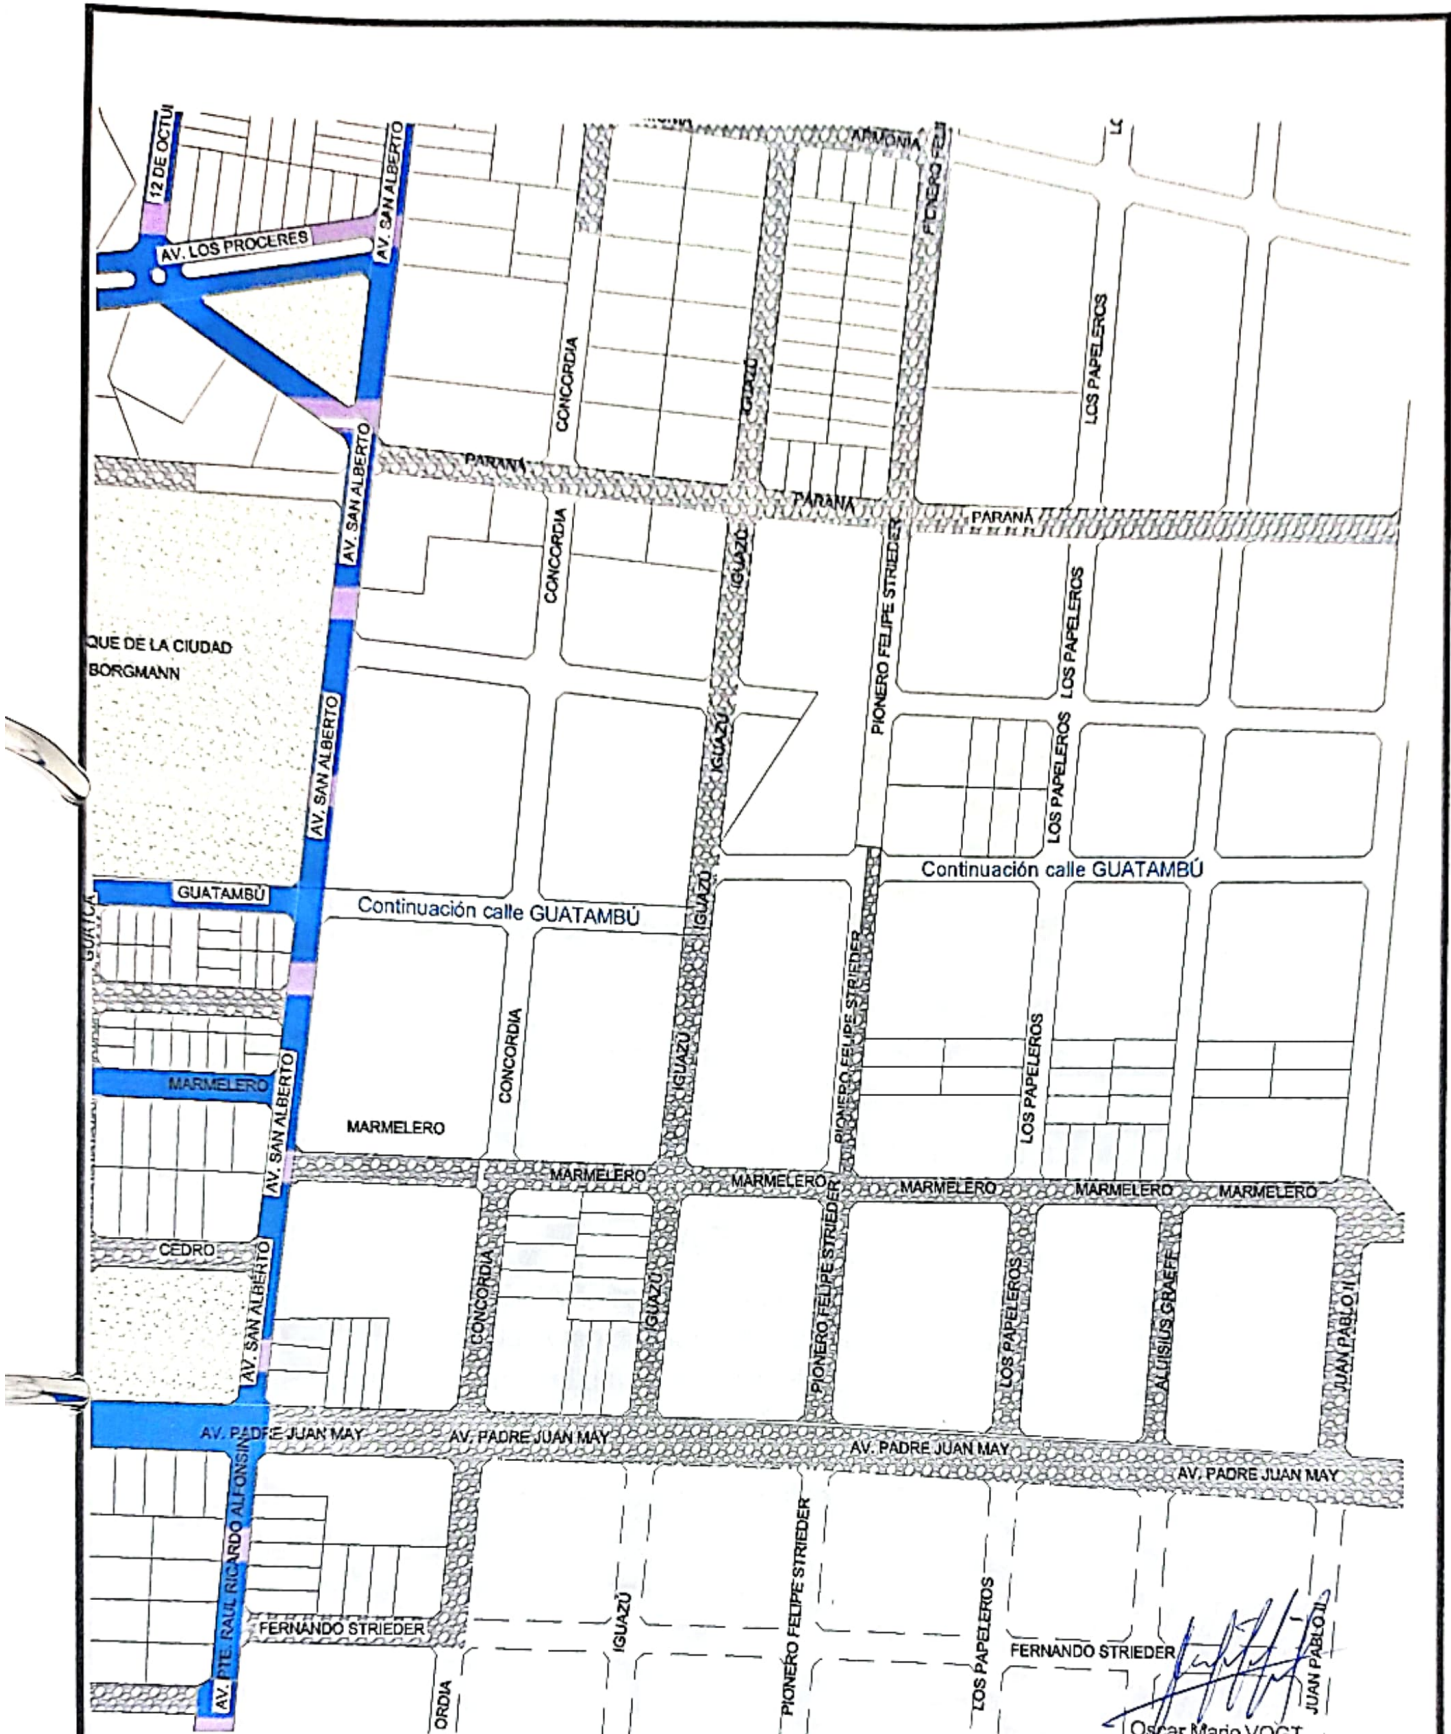 ARMONIA
12 DE OCTU
AV. SAN ALBERTO
PIONERO FELI
AV. LOS PROCERES
CONCORDIA
IGUAZÚ
LOS PAPELEROS
AV. SAN ALBERTO
PARANÁ
PARANÁ
PARANÁ
CONCORDIA
IGUAZÚ
PIONERO FELIPE STRIEDER
LOS PAPELEROS
QUE DE LA CIUDAD
BORGMANN
AV. SAN ALBERTO
IGUAZÚ
LOS PAPELEROS
Continuación calle GUATAMBÚ
GUATAMBÚ
Continuación calle GUATAMBÚ
IGUAZÚ
PIONERO FELIPE STRIEDER
CONCORDIA
IGUAZÚ
LOS PAPELEROS
MARMELERO
AV. SAN ALBERTO
MARMELERO
MARMELERO
MARMELERO
MARMELERO
MARMELERO
MARMELERO
CEDRO
AV. SAN ALBERTO
CONCORDIA
IGUAZÚ
PIONERO FELIPE STRIEDER
LOS PAPELEROS
ALUISIUS GRAEFF
JUAN PABLO II
AV. PADRE JUAN MAY
AV. PADRE JUAN MAY
AV. PADRE JUAN MAY
AV. PADRE JUAN MAY
AV. PTE. RAUL RICARDO ALFONSIN
IGUAZÚ
PIONERO FELIPE STRIEDER
LOS PAPELEROS
FERNANDO STRIEDER
FERNANDO STRIEDER
JUAN PABLO II
ORDIA
Oscar Mario VOGT